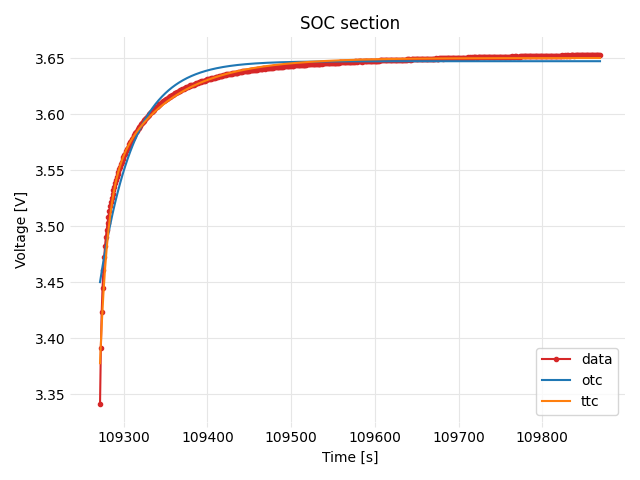 SOC section
Voltage [V]
3.65
3.60
3.55
3.50
3.45
3.40
3.35
data
otc
ttc
109300 109400 109500 109600 109700 109800
Time [s]